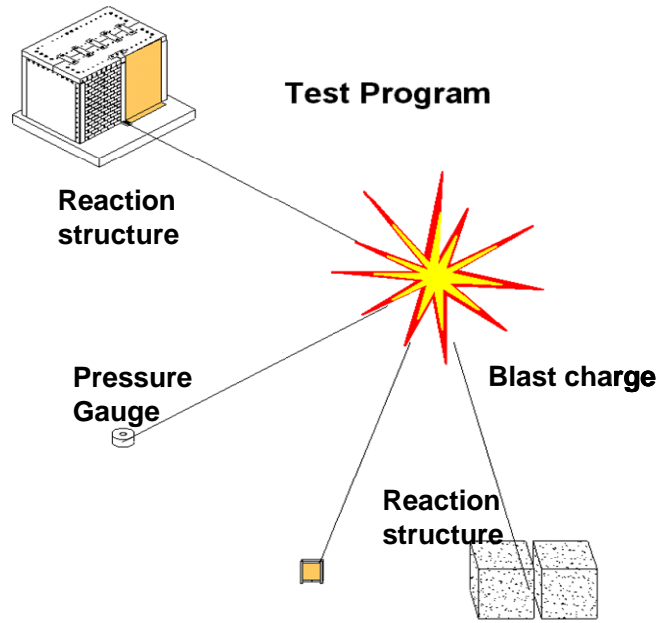 Test Program
Reaction
structure
Pressure
Gauge
Blast charge
Reaction
structure